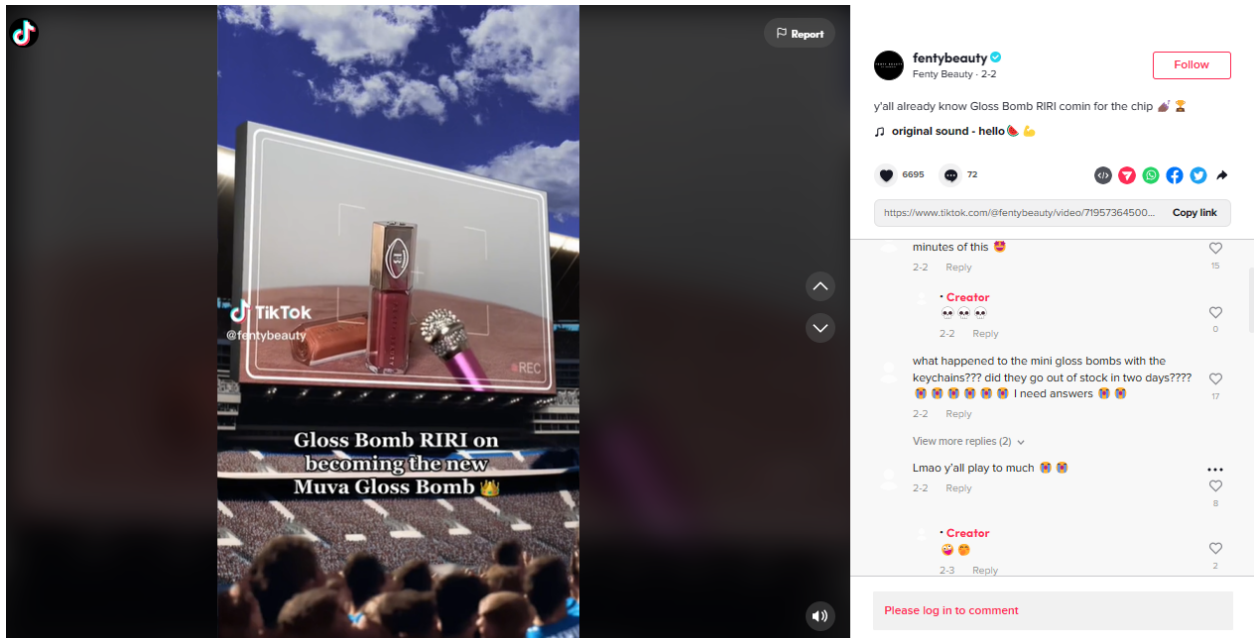 Report
TikTok
@fentybeauty
REC
Gloss Bomb RIRI on
becoming the new
Muva Gloss Bomb 👑
fentybeauty
Fenty Beauty · 2-2
Follow
y'all already know Gloss Bomb RIRI comin for the chip 💅🏿 🏆
original sound - hello🍉 💪
6695
72
https://www.tiktok.com/@fentybeauty/video/71957364500...
Copy link
minutes of this 🤩
2-2 Reply
15
· Creator
💀 💀 💀
2-2 Reply
0
what happened to the mini gloss bombs with the
keychains??? did they go out of stock in two days????
😭 😭 😭 😭 😭 😭 I need answers 😭 😭
2-2 Reply
17
View more replies (2)
Lmao y'all play to much 😭 😭
2-2 Reply
8
· Creator
🤪 🤭
2-3 Reply
2
Please log in to comment